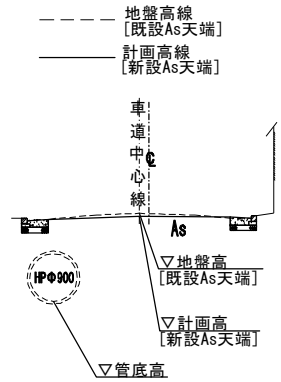 地盤高線
[既設As天端]
計画高線
[新設As天端]
車道中心線
℄
As
HPΦ900
▽地盤高
[既設As天端]
▽計画高
[新設As天端]
▽管底高